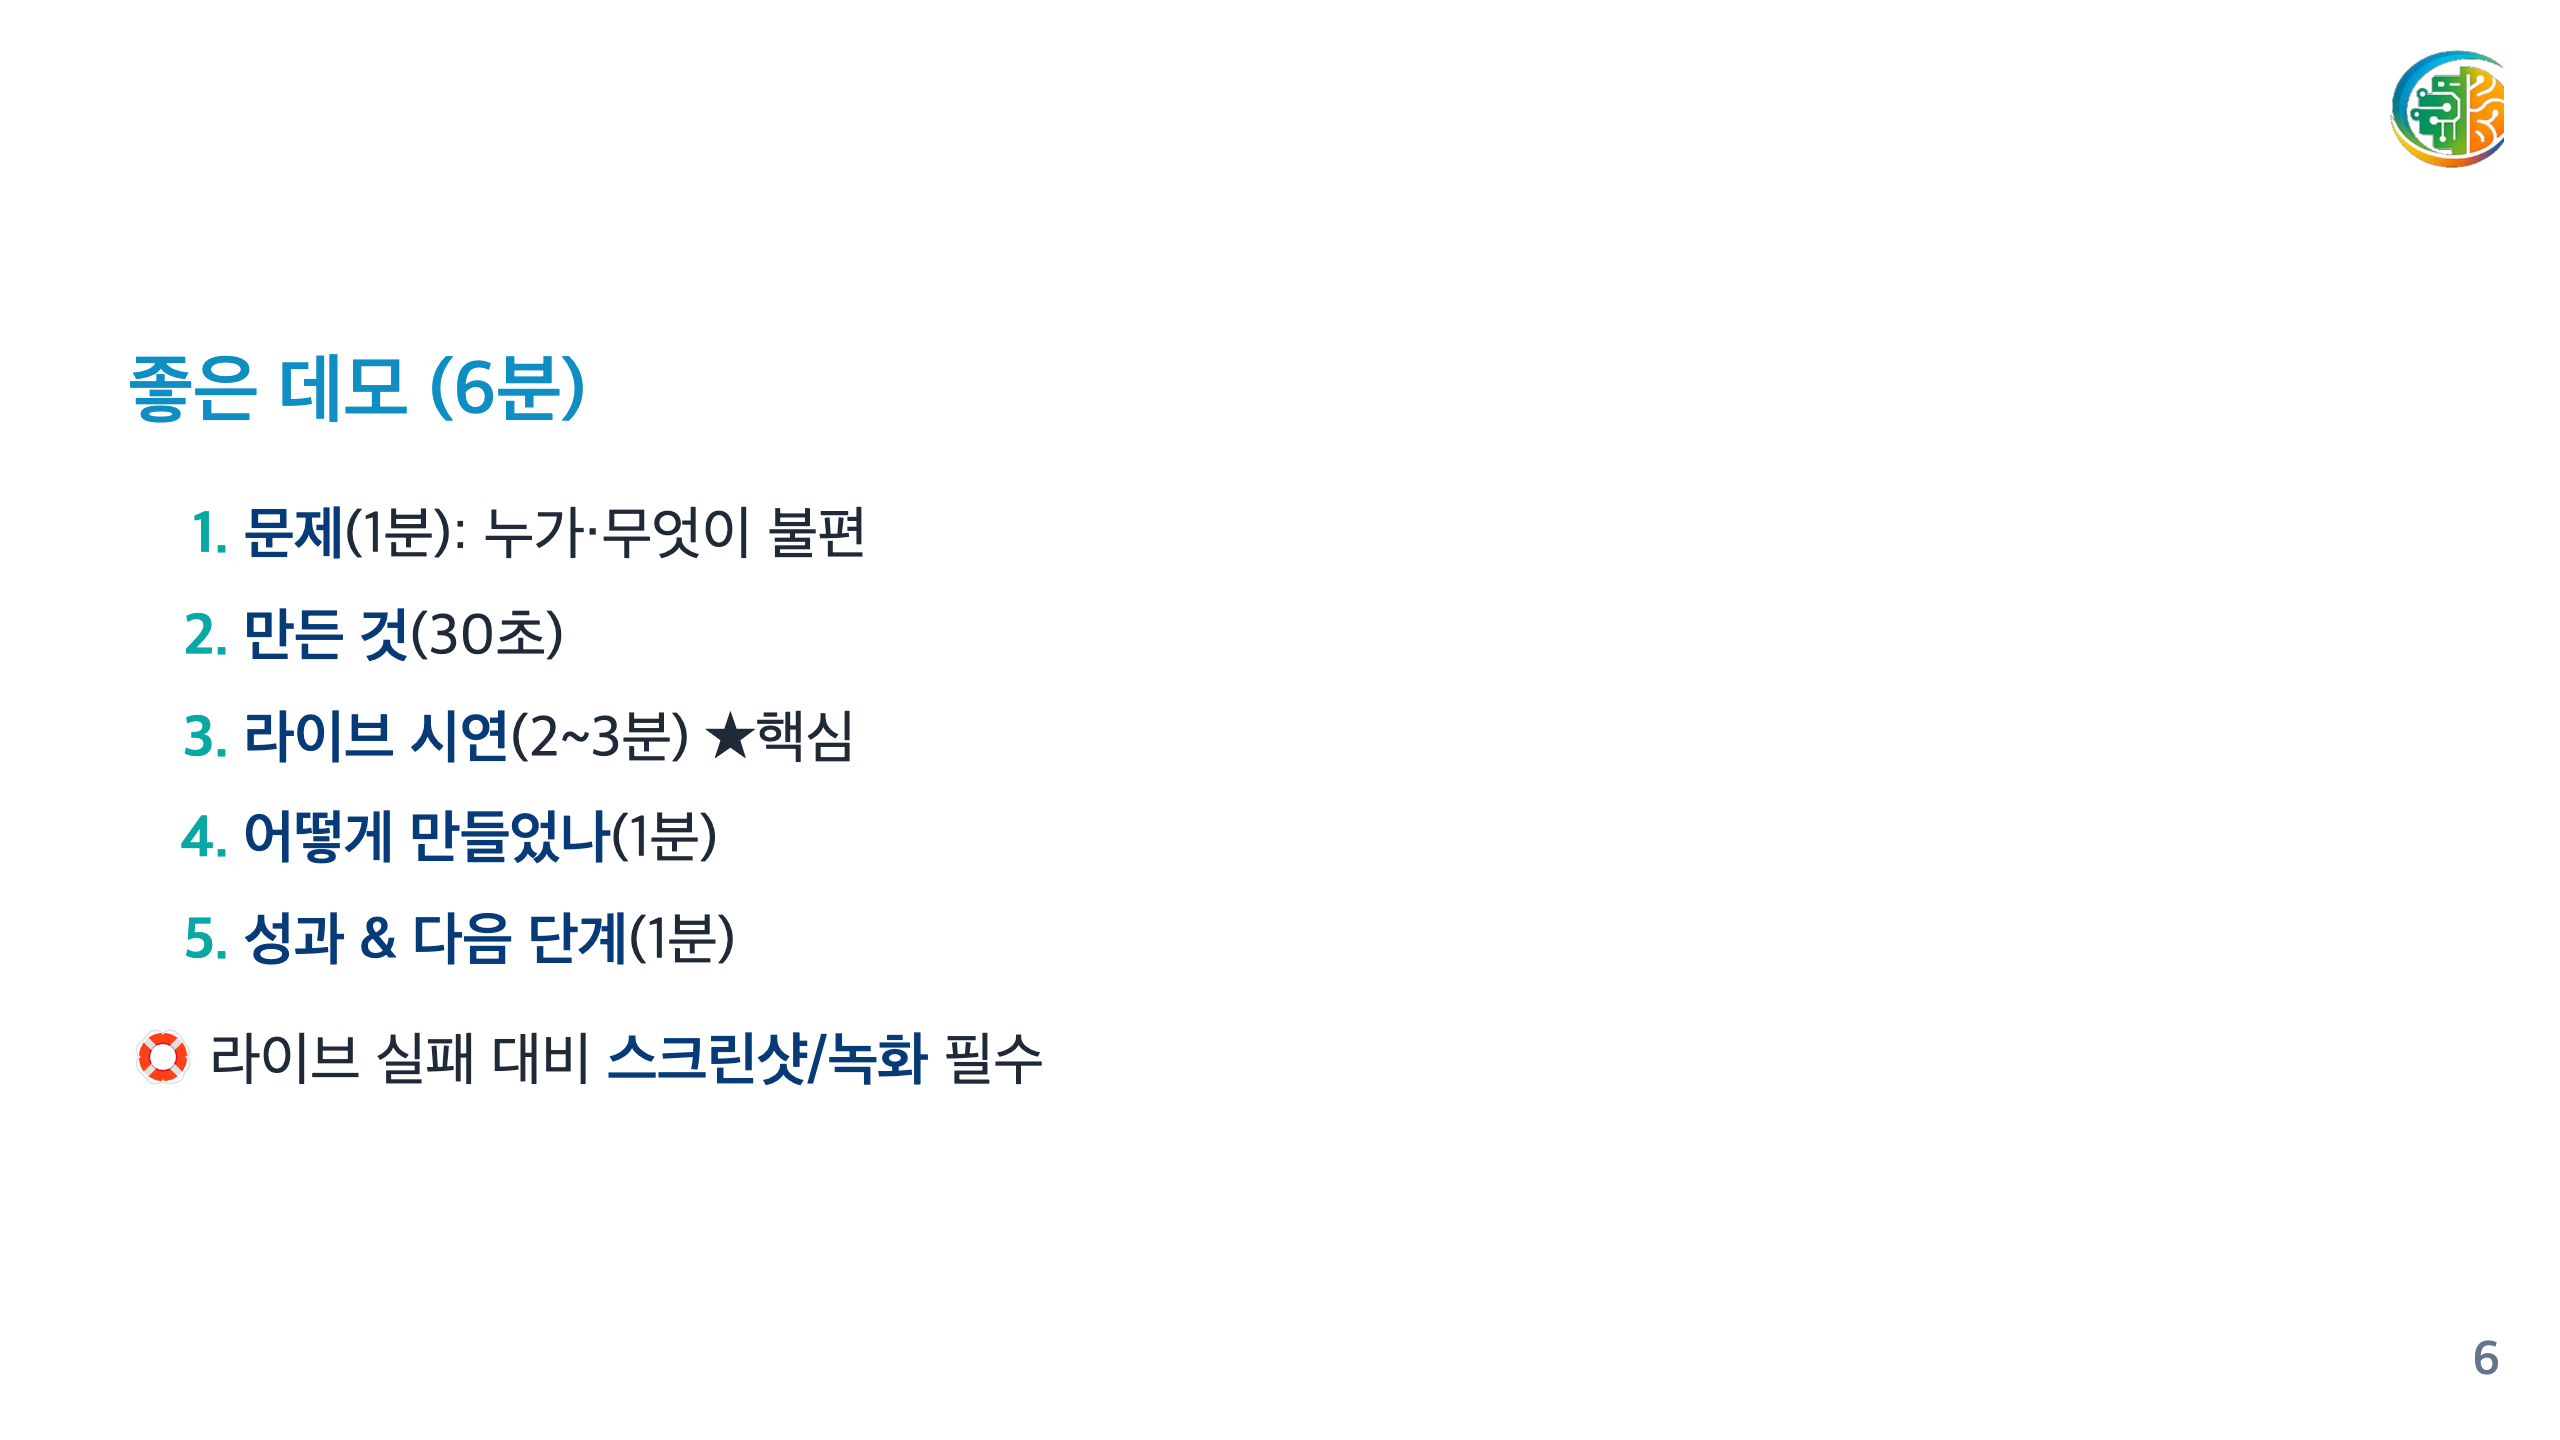 좋은 데모 (6분)
1. 문제(1분): 누가·무엇이 불편
2. 만든 것(30초)
3. 라이브 시연(2~3분) ★핵심
4. 어떻게 만들었나(1분)
5. 성과 & 다음 단계(1분)
🛟 라이브 실패 대비 스크린샷/녹화 필수
6